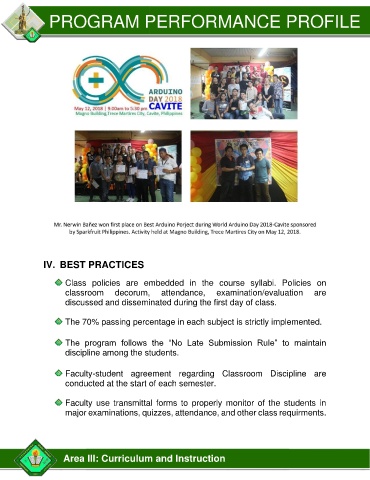 PROGRAM PERFORMANCE PROFILE
ARDUINO
DAY 2018
CAVITE
May 12, 2018 | 9:00am to 5:30 pm
Magno Building, Trece Martires City, Cavite, Philippines
Mr. Nerwin Bañez won first place on Best Arduino Porject during World Arduino Day 2018-Cavite sponsored
by Sparkfruit Philippines. Activity held at Magno Building, Trece Martires City on May 12, 2018.
IV. BEST PRACTICES
Class policies are embedded in the course syllabi. Policies on
classroom decorum, attendance, examination/evaluation are
discussed and disseminated during the first day of class.
The 70% passing percentage in each subject is strictly implemented.
The program follows the “No Late Submission Rule” to maintain
discipline among the students.
Faculty-student agreement regarding Classroom Discipline are
conducted at the start of each semester.
Faculty use transmittal forms to properly monitor of the students in
major examinations, quizzes, attendance, and other class requirments.
Area III: Curriculum and Instruction